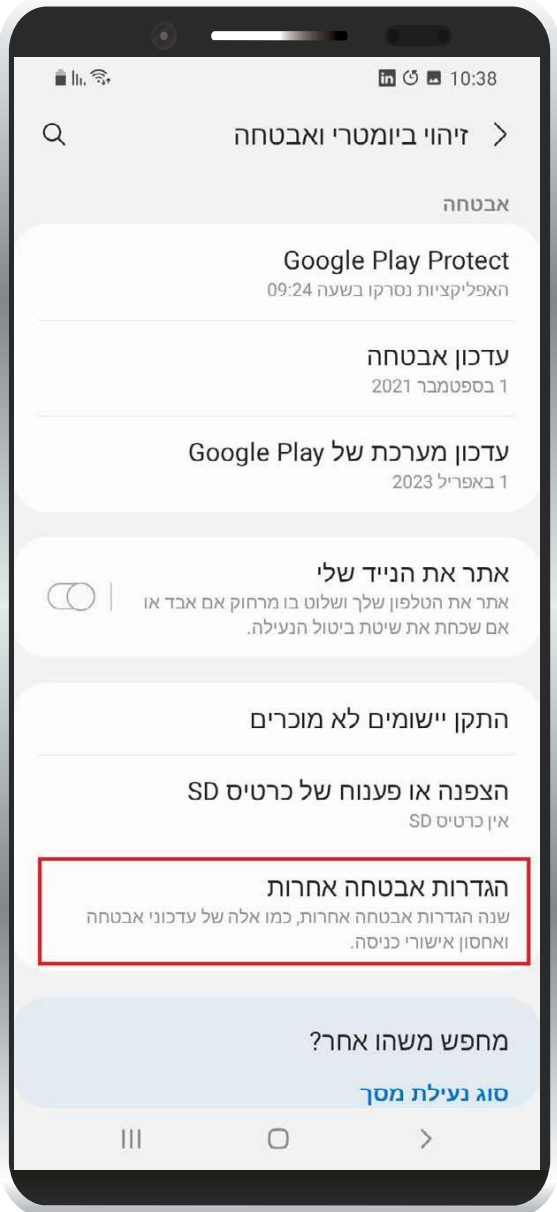 10:38
זיהוי ביומטרי ואבטחה
אבטחה
Google Play Protect
האפליקציות נסרקו בשעה 09:24
עדכון אבטחה
1 בספטמבר 2021
עדכון מערכת של Google Play
1 באפריל 2023
אתר את הנייד שלי
אתר את הטלפון שלך ושלוט בו מרחוק אם אבד או
אם שכחת את שיטת ביטול הנעילה.
התקן יישומים לא מוכרים
הצפנה או פענוח של כרטיס SD
אין כרטיס SD
הגדרות אבטחה אחרות
שנה הגדרות אבטחה אחרות, כמו אלה של עדכוני אבטחה
ואחסון אישורי כניסה.
מחפש משהו אחר?
סוג נעילת מסך